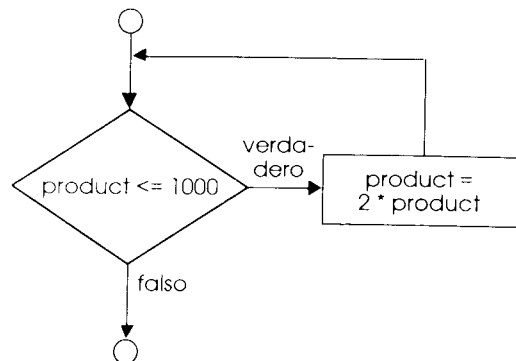 verda-
dero
product <= 1000
product =
2 * product
falso